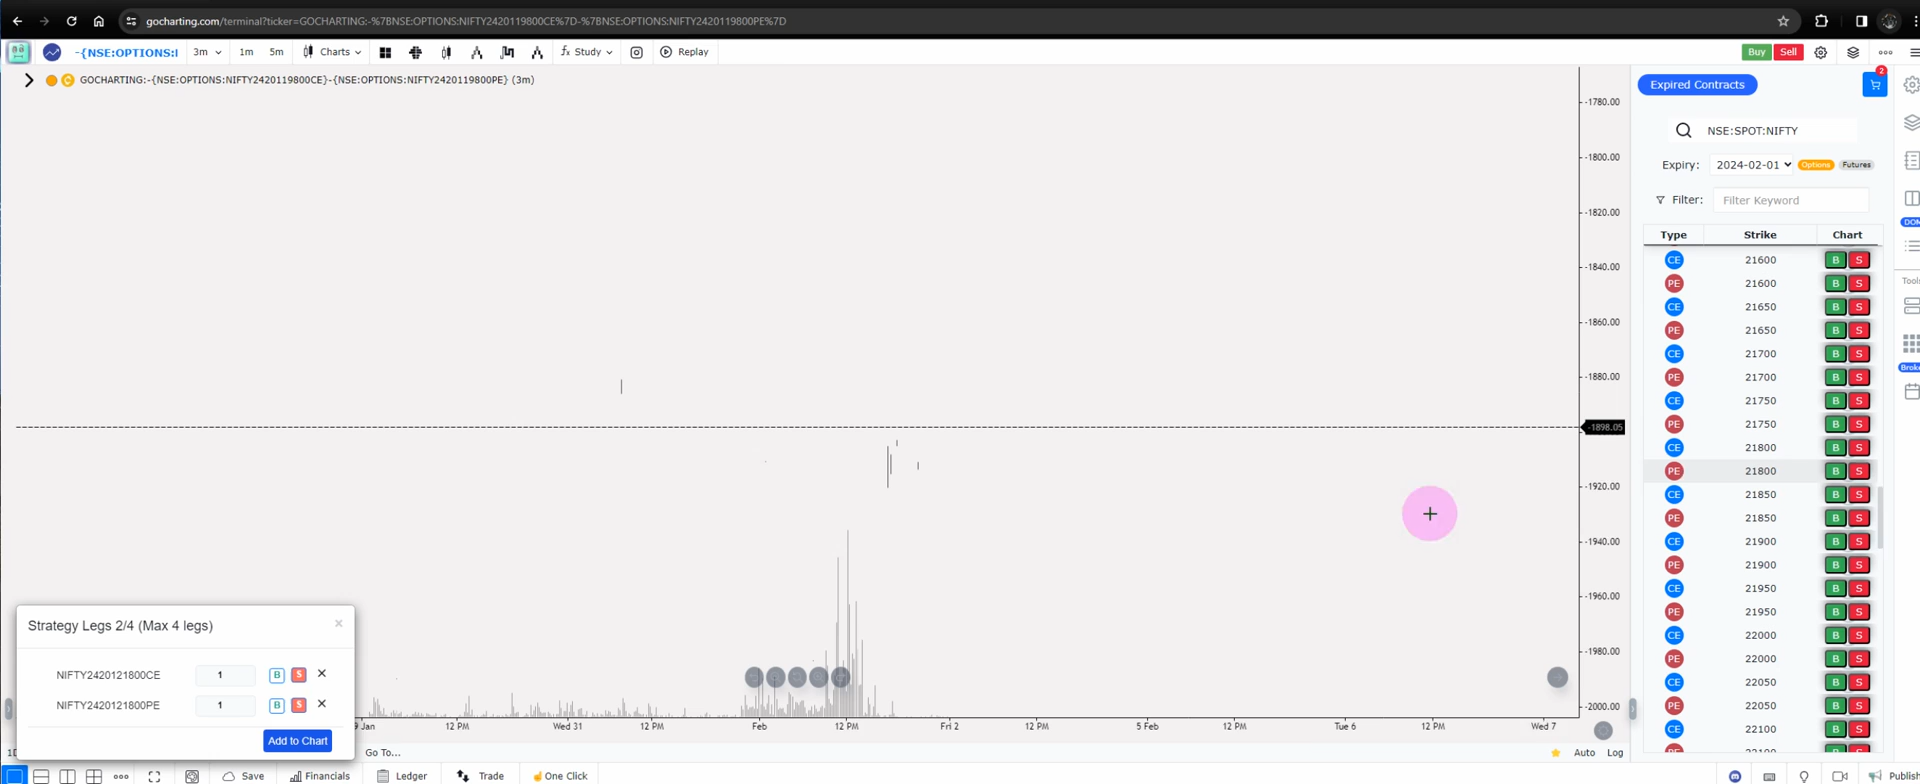 gocharting.com/terminal?ticker=GOCHARTING:-%7BNSE:OPTIONS:NIFTY2420119800CE%7D-%7BNSE:OPTIONS:NIFTY2420119800PE%7D
-{NSE:OPTIONS:I 3m 1m 5m Charts fx Study Replay Buy Sell
GOCHARTING:-{NSE:OPTIONS:NIFTY2420119800CE}-{NSE:OPTIONS:NIFTY2420119800PE} (3m)
-1780.00
-1800.00
-1820.00
-1840.00
-1860.00
-1880.00
-1898.05
-1920.00
-1940.00
-1960.00
-1980.00
-2000.00
9 Jan 12 PM Wed 31 12 PM Feb 12 PM Fri 2 12 PM 5 Feb 12 PM Tue 6 12 PM Wed 7
Strategy Legs 2/4 (Max 4 legs) ×
NIFTY2420121800CE 1 B S ×
NIFTY2420121800PE 1 B S ×
Add to Chart
Go To... Auto Log
Save Financials Ledger Trade One Click Publish
Expired Contracts 2
NSE:SPOT:NIFTY
Expiry: 2024-02-01 Options Futures
Filter: Filter Keyword
Type Strike Chart
CE 21600 B S
PE 21600 B S
CE 21650 B S
PE 21650 B S
CE 21700 B S
PE 21700 B S
CE 21750 B S
PE 21750 B S
CE 21800 B S
PE 21800 B S
CE 21850 B S
PE 21850 B S
CE 21900 B S
PE 21900 B S
CE 21950 B S
PE 21950 B S
CE 22000 B S
PE 22000 B S
CE 22050 B S
PE 22050 B S
CE 22100 B S
PE 22100 B S
DOM
Tools
Broke